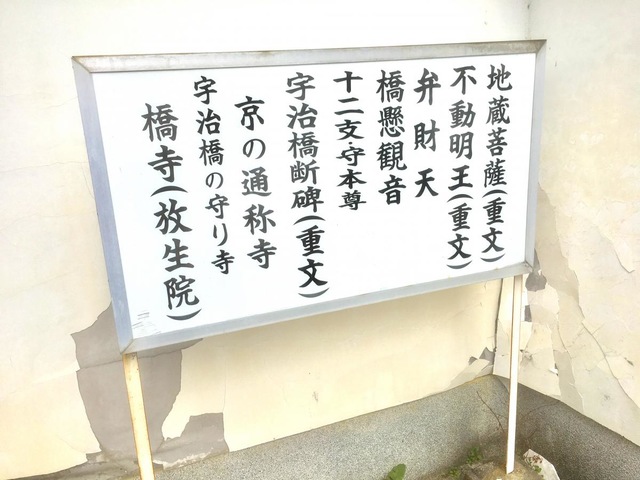 地蔵菩薩(重文)
不動明王(重文)
弁財天
橋懸観音
十二支・守本尊
宇治橋断碑(重文)
京の通称寺
宇治橋の守り寺
橋寺(放生院)